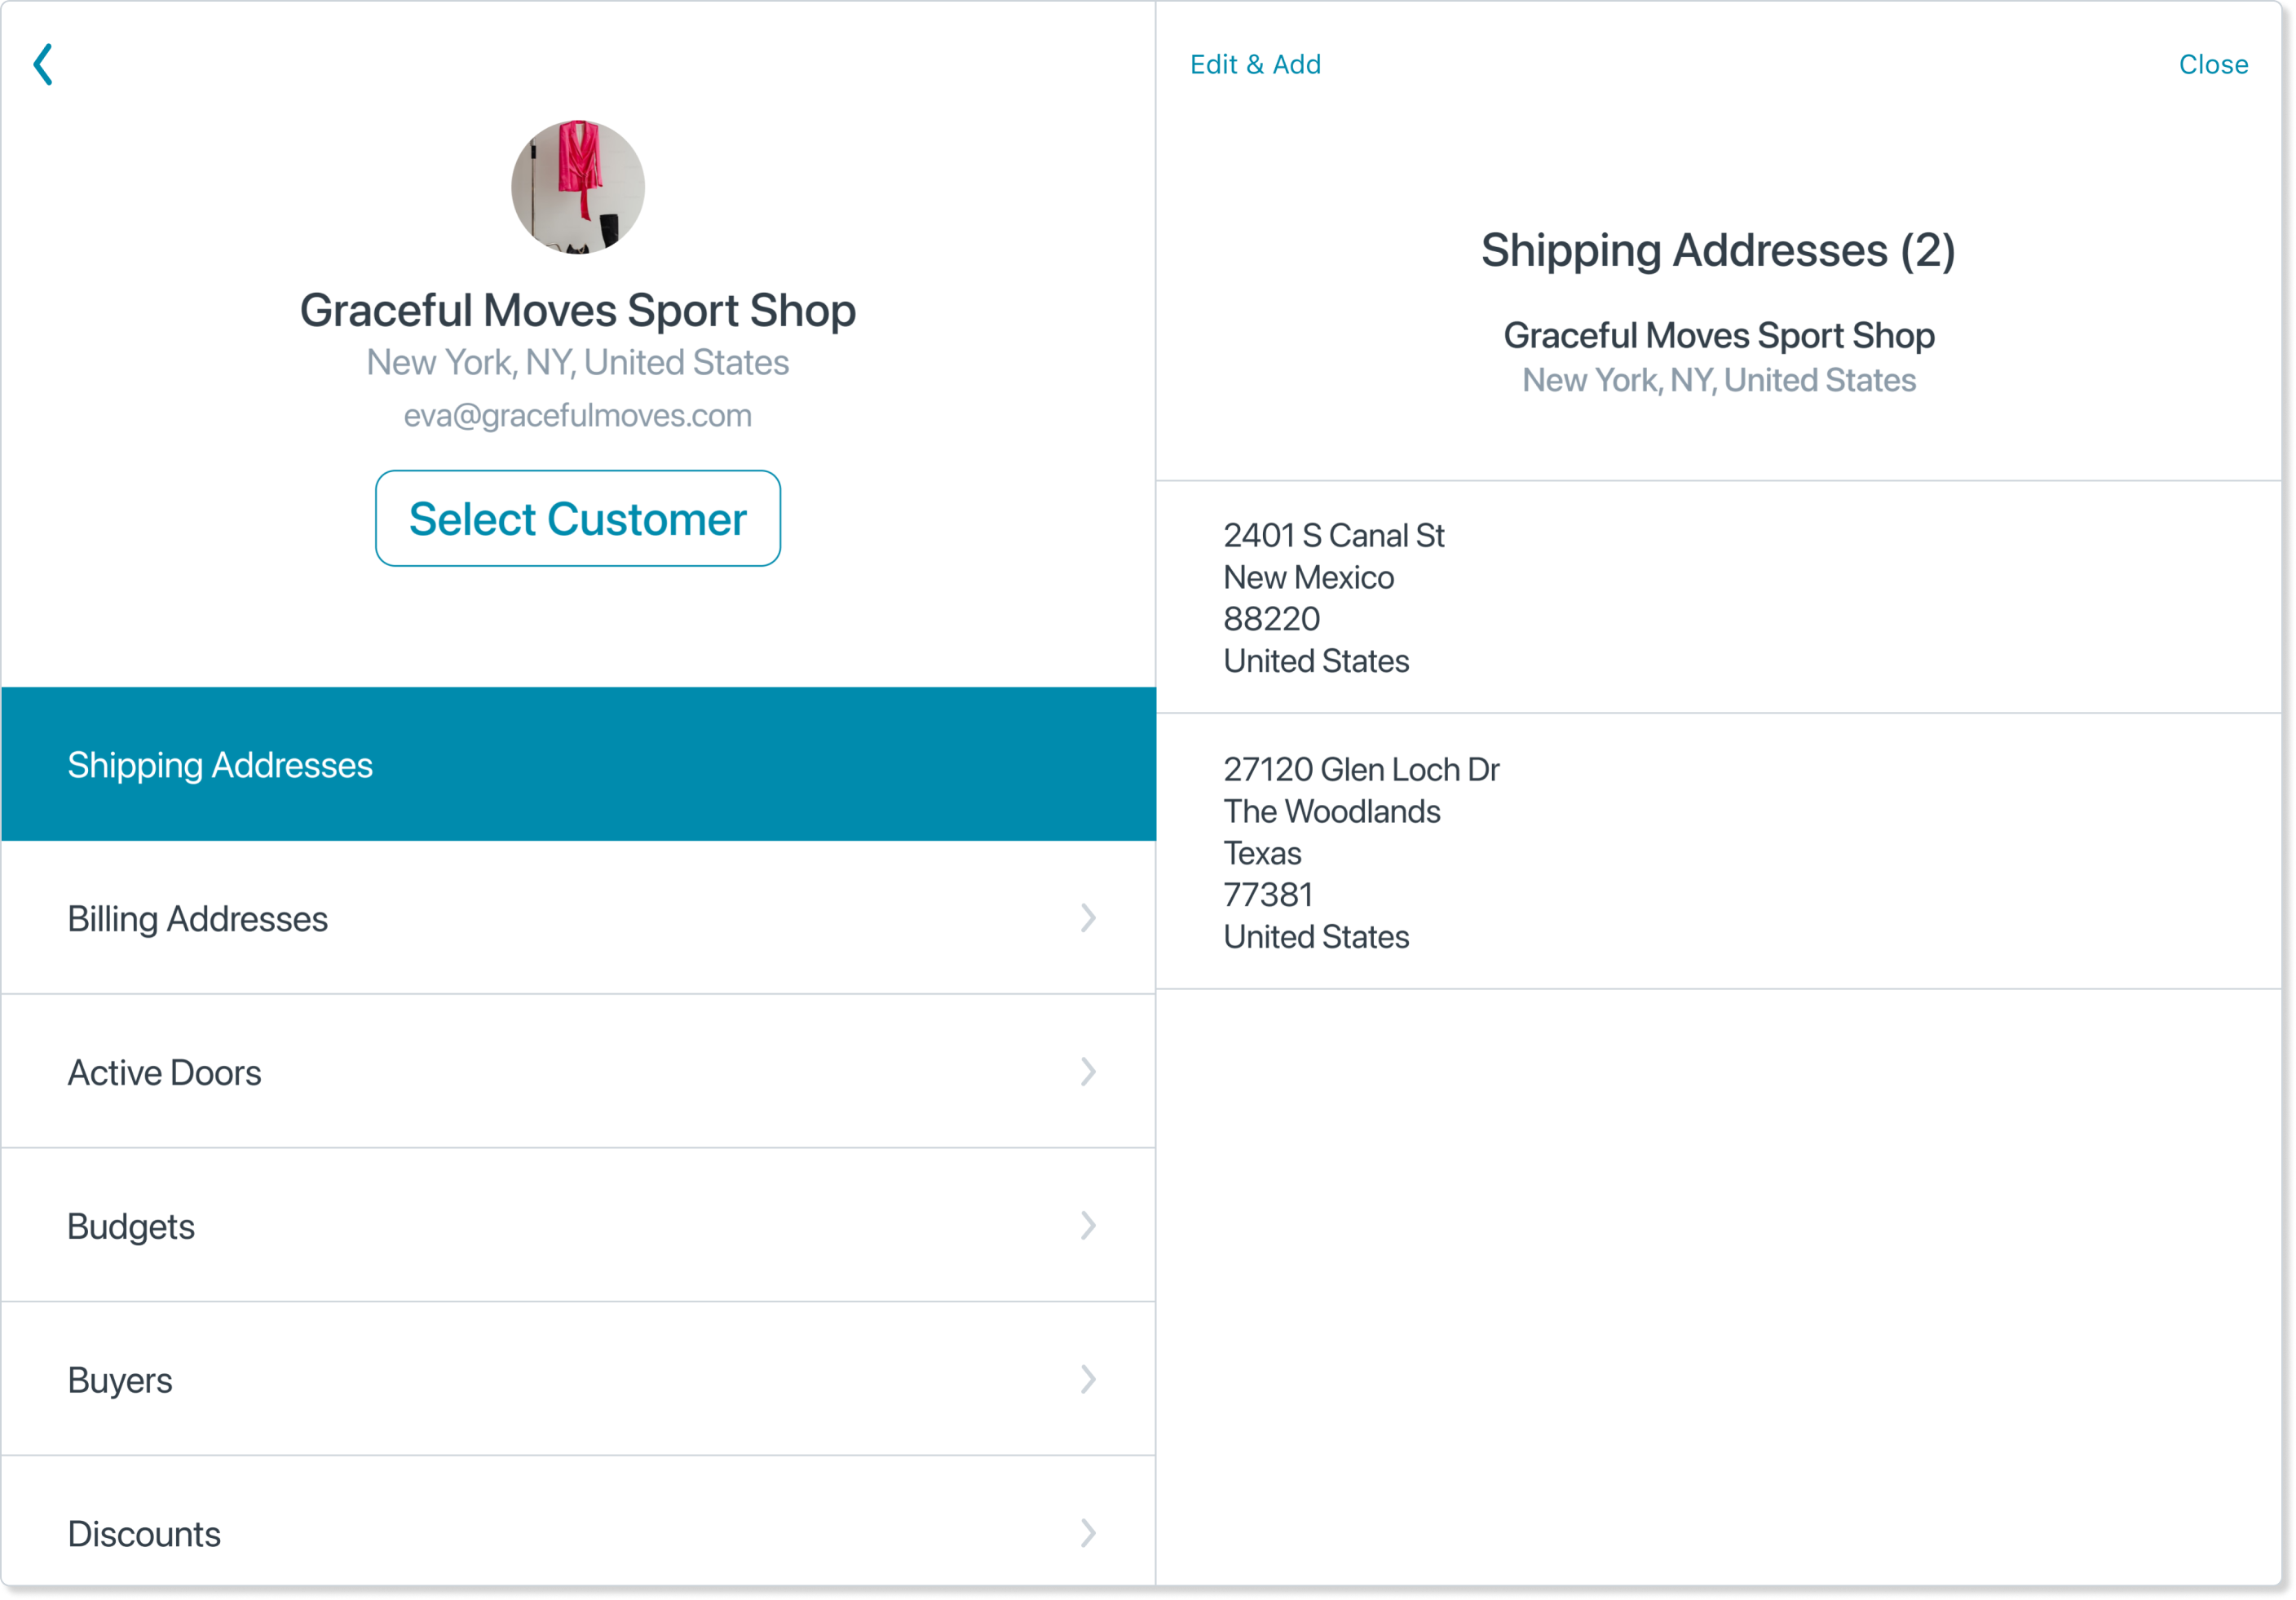 Graceful Moves Sport Shop
New York, NY, United States
eva@gracefulmoves.com
Select Customer
Shipping Addresses
Billing Addresses
Active Doors
Budgets
Buyers
Discounts
Edit & Add
Close
Shipping Addresses (2)
Graceful Moves Sport Shop
New York, NY, United States
2401 S Canal St
New Mexico
88220
United States
27120 Glen Loch Dr
The Woodlands
Texas
77381
United States